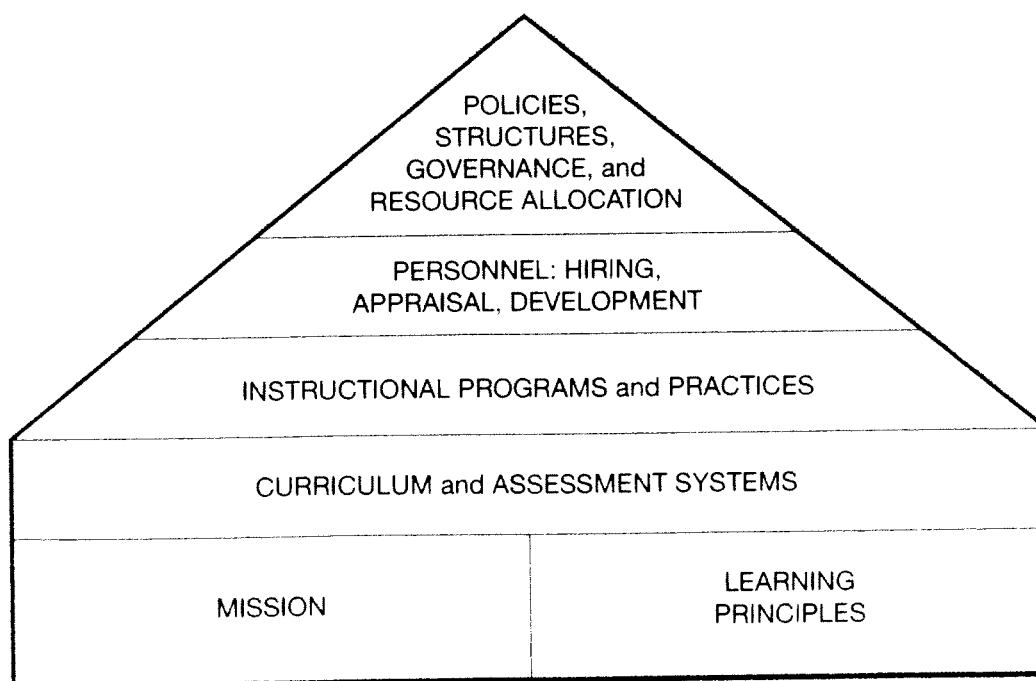 POLICIES,
STRUCTURES,
GOVERNANCE, and
RESOURCE ALLOCATION
PERSONNEL: HIRING,
APPRAISAL, DEVELOPMENT
INSTRUCTIONAL PROGRAMS and PRACTICES
CURRICULUM and ASSESSMENT SYSTEMS
MISSION
LEARNING
PRINCIPLES